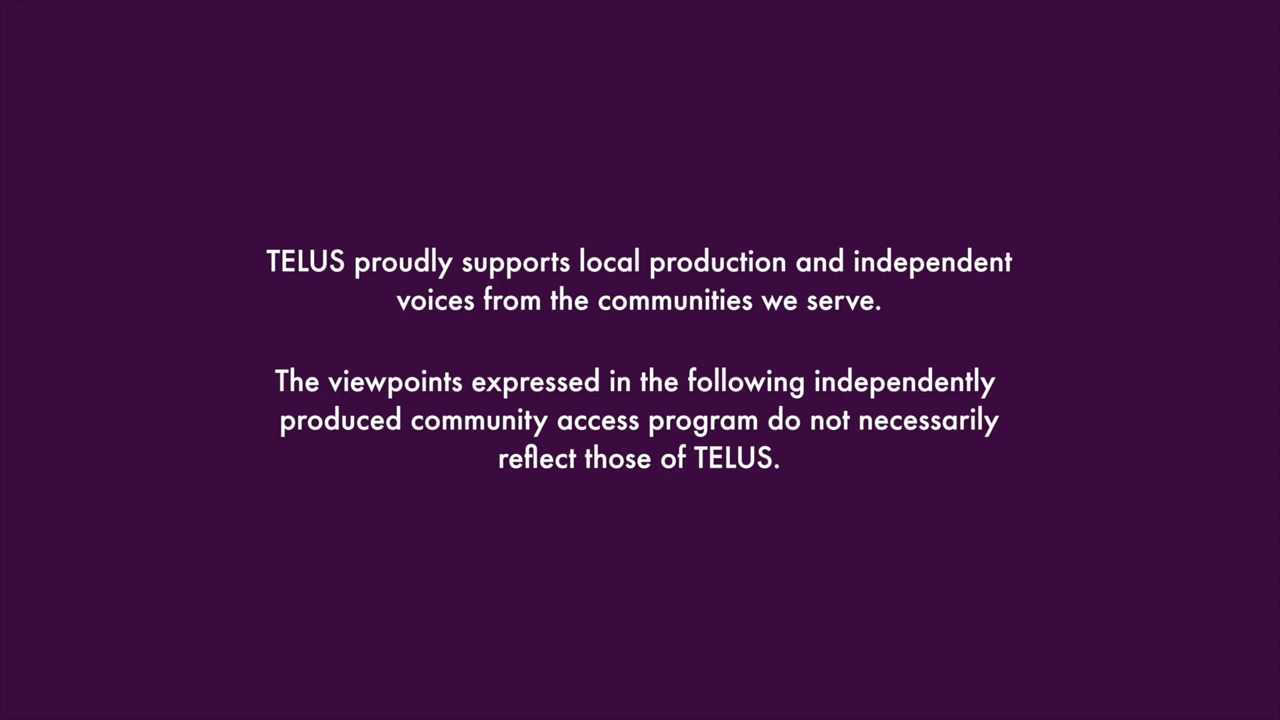 TELUS proudly supports local production and independent
voices from the communities we serve.
The viewpoints expressed in the following independently
produced community access program do not necessarily
reflect those of TELUS.